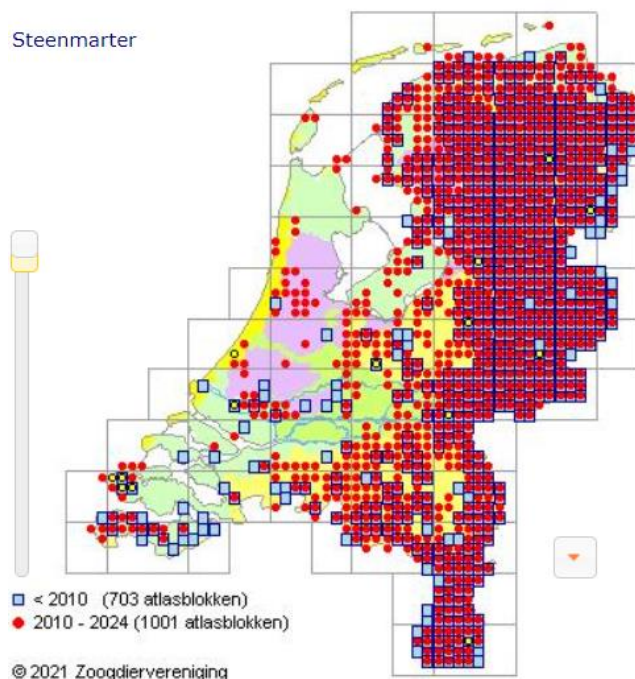 Steenmarter
< 2010 (703 atlasblokken)
2010 - 2024 (1001 atlasblokken)
© 2021 Zoogdiervereniging